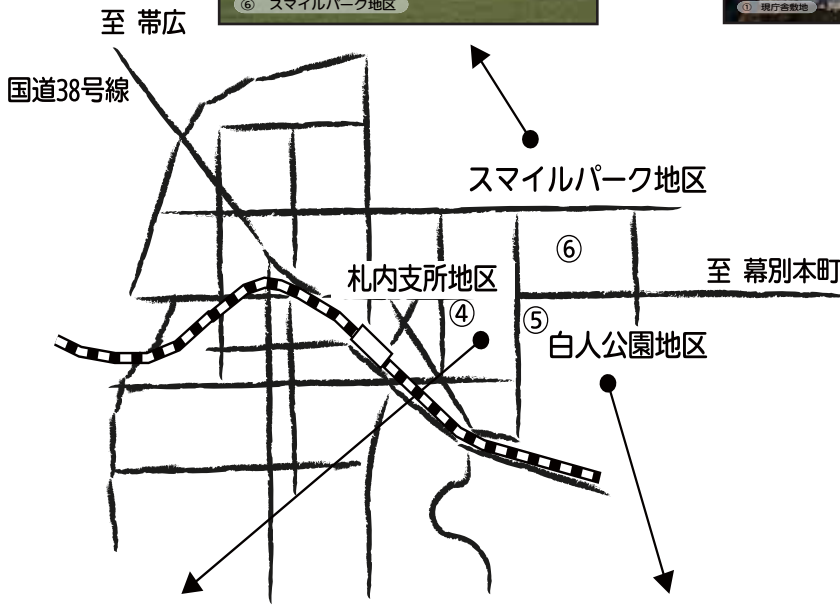 ⑥ スマイルパーク地区
① 現庁舎敷地
至 帯広
国道38号線
スマイルパーク地区
⑥
札内支所地区
至 幕別本町
④
⑤
白人公園地区